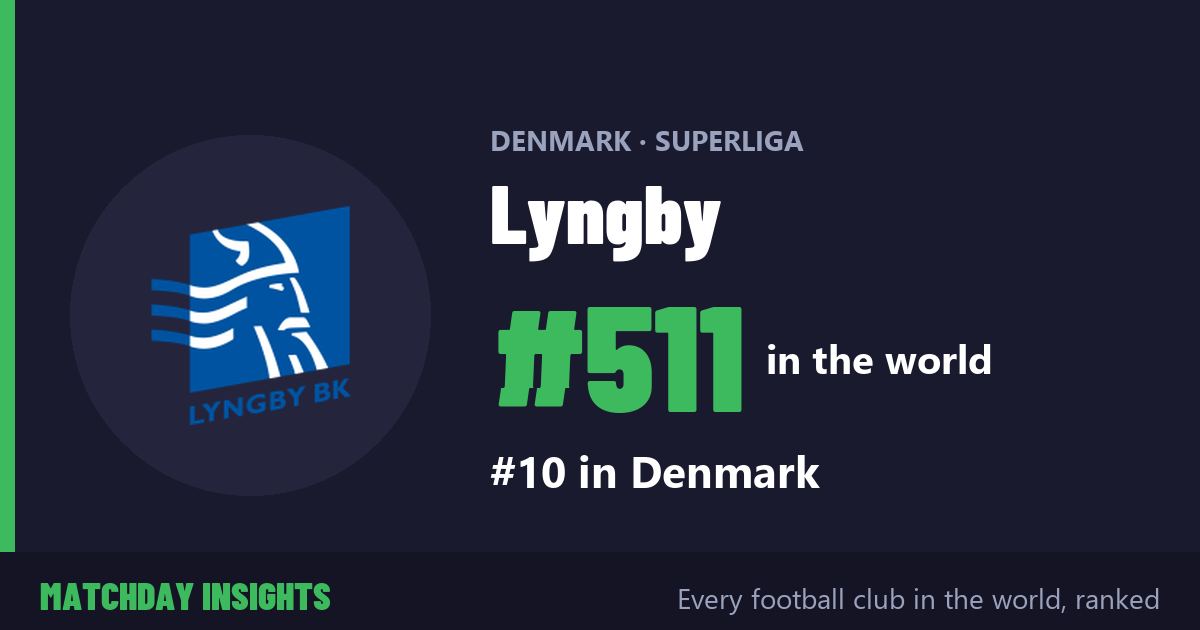 DENMARK · SUPERLIGA
Lyngby
#511 in the world
#10 in Denmark
LYNGBY BK
MATCHDAY INSIGHTS
Every football club in the world, ranked